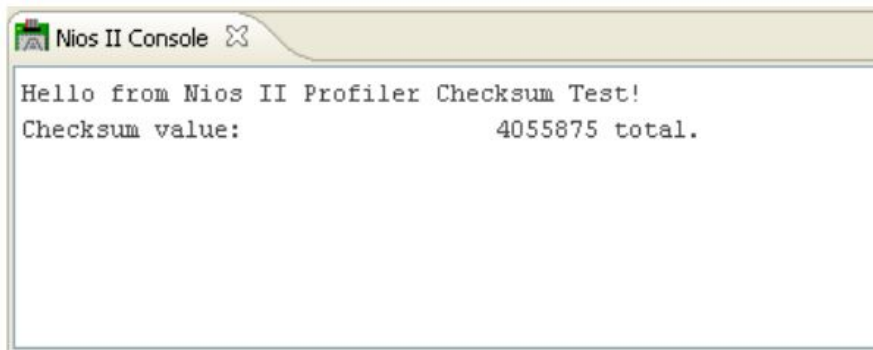 Nios II Console
Hello from Nios II Profiler Checksum Test!
Checksum value:                 4055875 total.